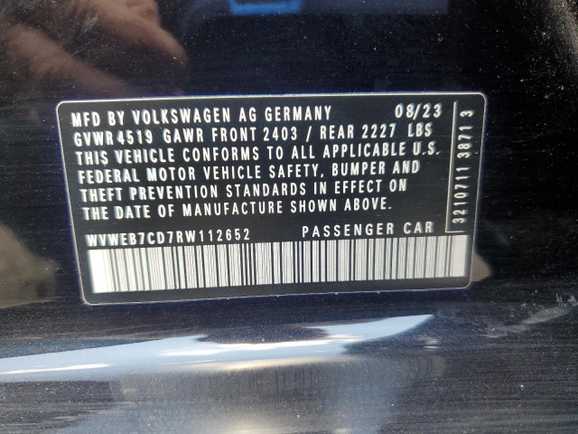 MFD BY VOLKSWAGEN AG GERMANY 08/23
GVWR 4519 GAWR FRONT 2403 / REAR 2227 LBS
THIS VEHICLE CONFORMS TO ALL APPLICABLE U.S.
FEDERAL MOTOR VEHICLE SAFETY, BUMPER AND
THEFT PREVENTION STANDARDS IN EFFECT ON
DATE OF MANUFACTURE SHOWN ABOVE.
WVWEB7CD7RW112652 PASSENGER CAR
3210711 3871 3